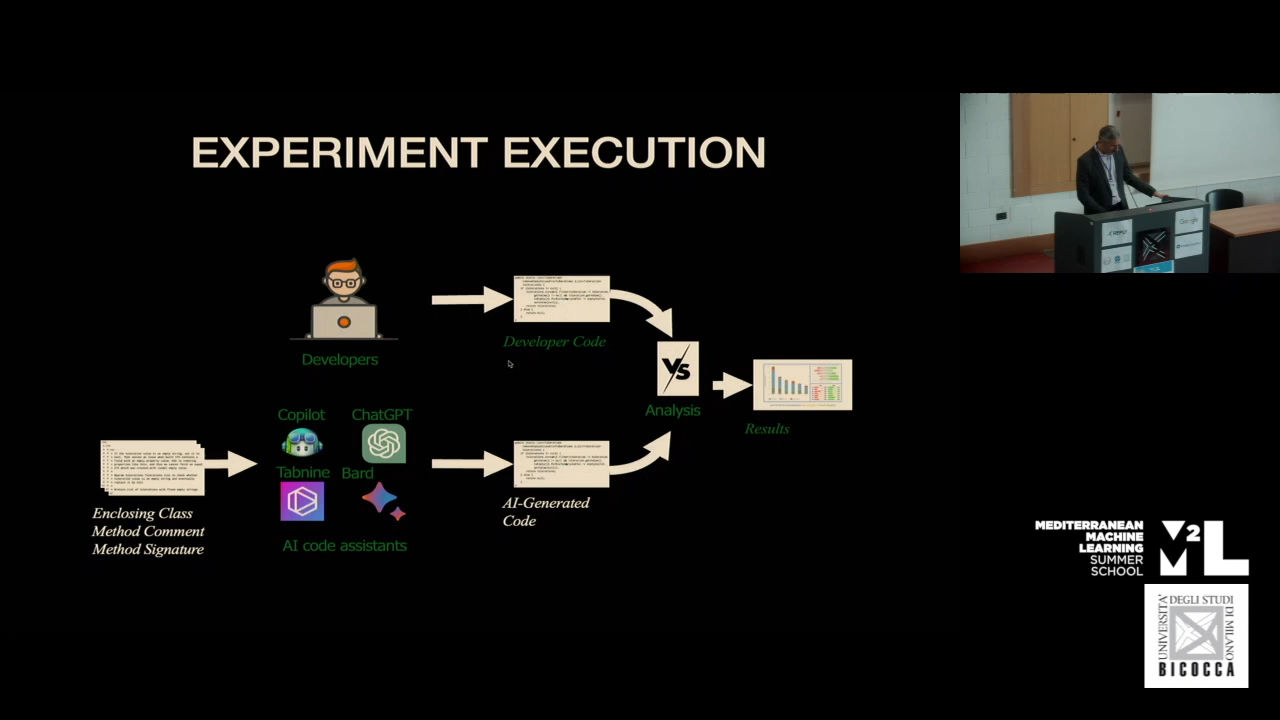 EXPERIMENT EXECUTION
Developers
Developer Code
Copilot
ChatGPT
Tabnine
Bard
AI code assistants
Enclosing Class
Method Comment
Method Signature
AI-Generated
Code
VS
Analysis
Results
Google
MEDITERRANEAN
MACHINE
LEARNING
SUMMER
SCHOOL
M2L
UNIVERSITÀ
DEGLI STUDI
DI MILANO
BICOCCA